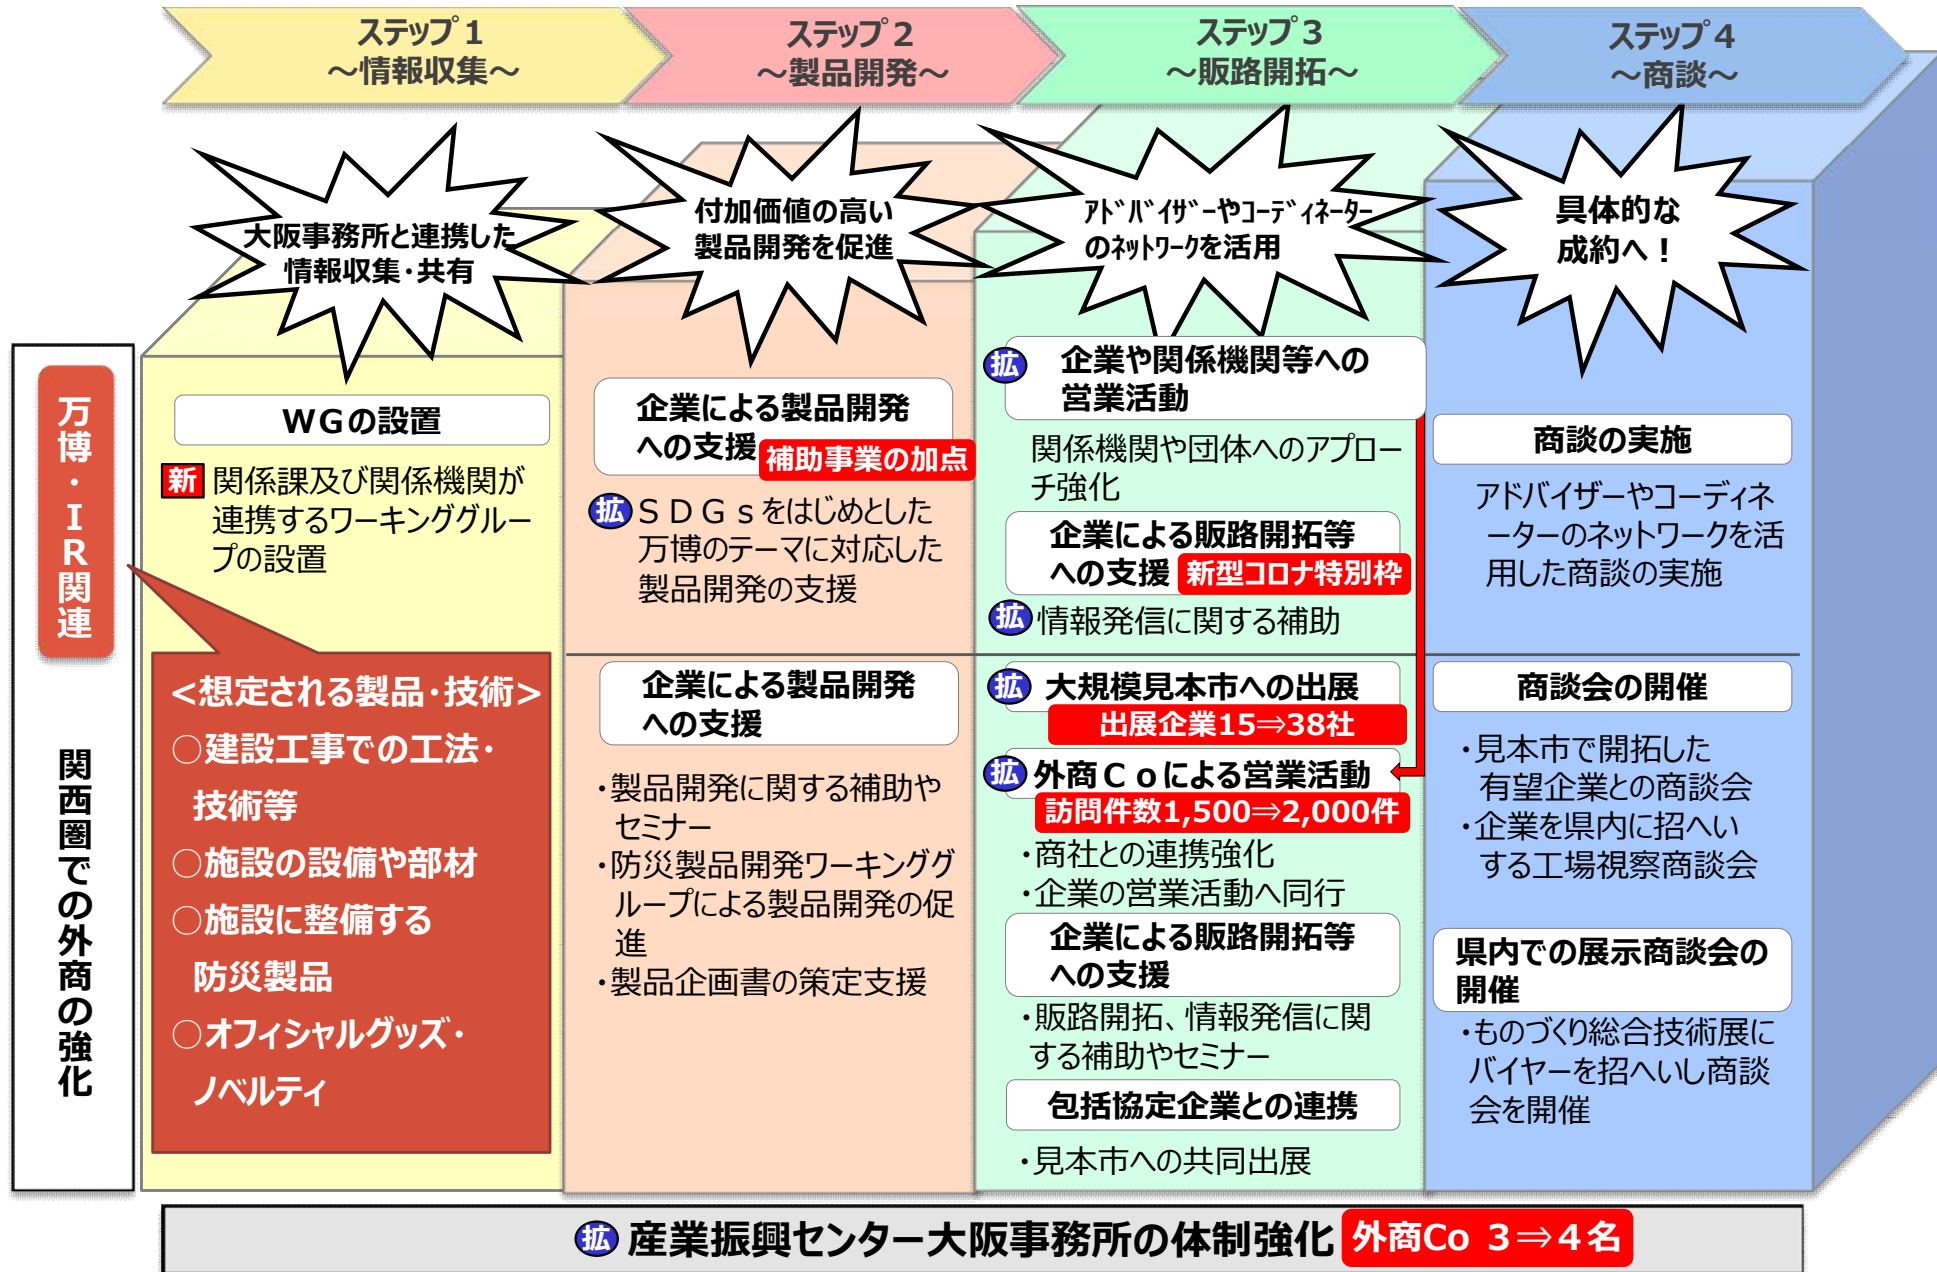 ステップ１
～情報収集～
ステップ２
～製品開発～
ステップ３
～販路開拓～
ステップ４
～商談～
大阪事務所と連携した
情報収集・共有
付加価値の高い
製品開発を促進
ｱﾄﾞﾊﾞｲｻﾞｰやｺｰﾃﾞｨﾈｰﾀｰ
のﾈｯﾄﾜｰｸを活用
具体的な
成約へ！
万博・ＩＲ関連
関西圏での外商の強化
ＷＧの設置
新 関係課及び関係機関が
連携するワーキンググルー
プの設置
<想定される製品・技術>
○建設工事での工法・
技術等
○施設の設備や部材
○施設に整備する
防災製品
○オフィシャルグッズ・
ノベルティ
企業による製品開発
への支援 補助事業の加点
拡 ＳＤＧｓをはじめとした
万博のテーマに対応した
製品開発の支援
企業による製品開発
への支援
・製品開発に関する補助や
セミナー
・防災製品開発ワーキンググ
ループによる製品開発の促
進
・製品企画書の策定支援
拡 企業や関係機関等への
営業活動
関係機関や団体へのアプロー
チ強化
企業による販路開拓等
への支援 新型コロナ特別枠
拡 情報発信に関する補助
拡 大規模見本市への出展
出展企業15⇒38社
拡 外商Ｃｏによる営業活動
訪問件数1,500⇒2,000件
・商社との連携強化
・企業の営業活動へ同行
企業による販路開拓等
への支援
・販路開拓、情報発信に関
する補助やセミナー
包括協定企業との連携
・見本市への共同出展
商談の実施
アドバイザーやコーディネ
ーターのネットワークを活
用した商談の実施
商談会の開催
・見本市で開拓した
有望企業との商談会
・企業を県内に招へい
する工場視察商談会
県内での展示商談会の
開催
・ものづくり総合技術展に
バイヤーを招へいし商談
会を開催
拡 産業振興センター大阪事務所の体制強化 外商Co ３⇒４名